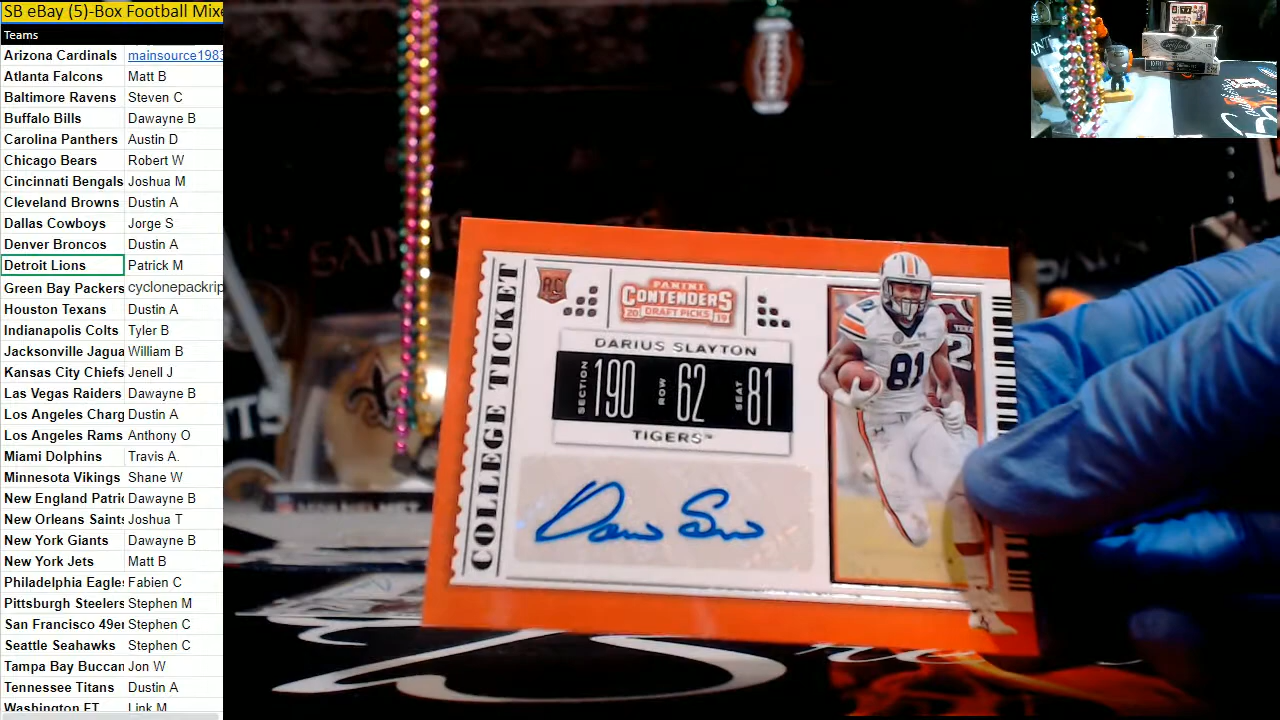 SB eBay (5)-Box Football Mixe
Teams
Arizona Cardinals mainsource1983
Atlanta Falcons Matt B
Baltimore Ravens Steven C
Buffalo Bills Dawayne B
Carolina Panthers Austin D
Chicago Bears Robert W
Cincinnati Bengals Joshua M
Cleveland Browns Dustin A
Dallas Cowboys Jorge S
Denver Broncos Dustin A
Detroit Lions Patrick M
Green Bay Packers cyclonepackrip
Houston Texans Dustin A
Indianapolis Colts Tyler B
Jacksonville Jagua William B
Kansas City Chiefs Jenell J
Las Vegas Raiders Dawayne B
Los Angeles Charg Dustin A
Los Angeles Rams Anthony O
Miami Dolphins Travis A.
Minnesota Vikings Shane W
New England Patri Dawayne B
New Orleans Saints Joshua T
New York Giants Dawayne B
New York Jets Matt B
Philadelphia Eagle Fabien C
Pittsburgh Steelers Stephen M
San Francisco 49er Stephen C
Seattle Seahawks Stephen C
Tampa Bay Buccan Jon W
Tennessee Titans Dustin A
Washington FT Link M
SAINTS
COLLEGE TICKET
RC
PANINI
CONTENDERS
2019 DRAFT PICKS
DARIUS SLAYTON
SECTION 190 ROW 62 SEAT 81
TIGERS™
81